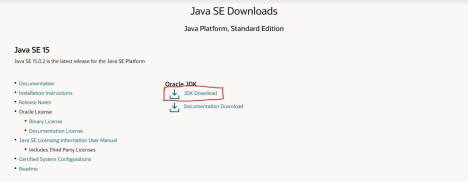 Java SE Downloads
Java Platform, Standard Edition
Java SE 15
Java SE 15.0.2 is the latest release for the Java SE Platform
Documentation
Installation Instructions
Release Notes
Oracle License
Binary License
Documentation License
Java SE Licensing Information User Manual
Includes Third Party Licenses
Certified System Configurations
Readme
Oracle JDK
JDK Download
Documentation Download